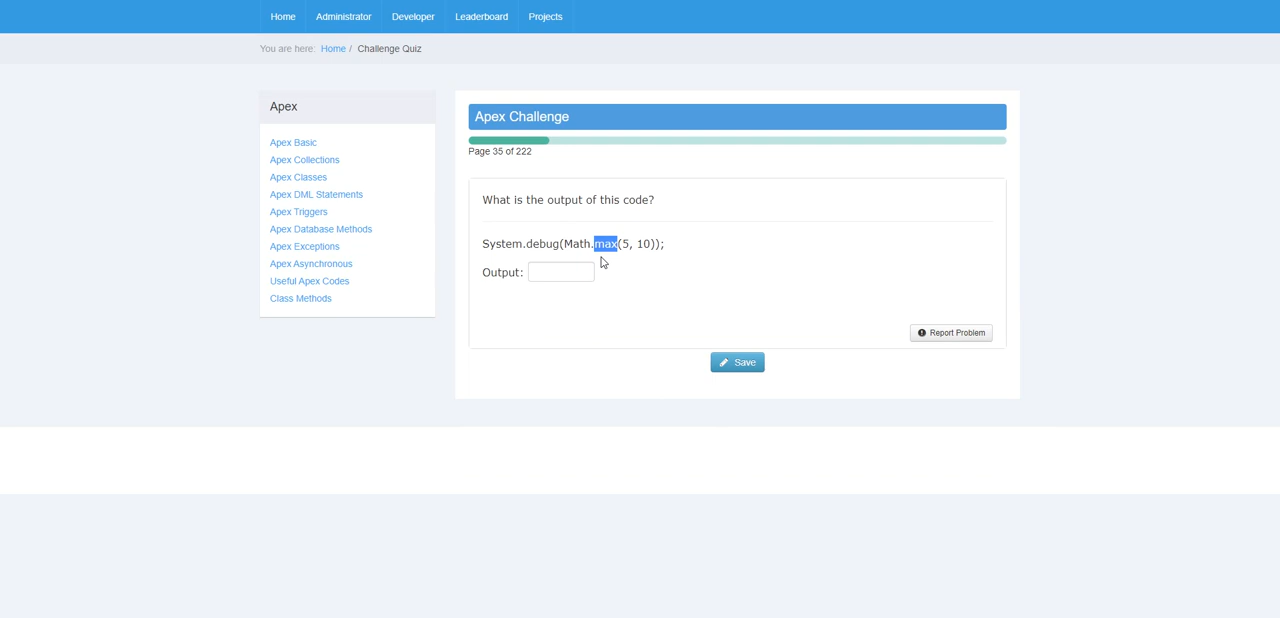 Home Administrator Developer Leaderboard Projects
You are here: Home / Challenge Quiz
Apex
Apex Basic
Apex Collections
Apex Classes
Apex DML Statements
Apex Triggers
Apex Database Methods
Apex Exceptions
Apex Asynchronous
Useful Apex Codes
Class Methods
Apex Challenge
Page 35 of 222
What is the output of this code?
System.debug(Math.max(5, 10));
Output:
Report Problem
Save